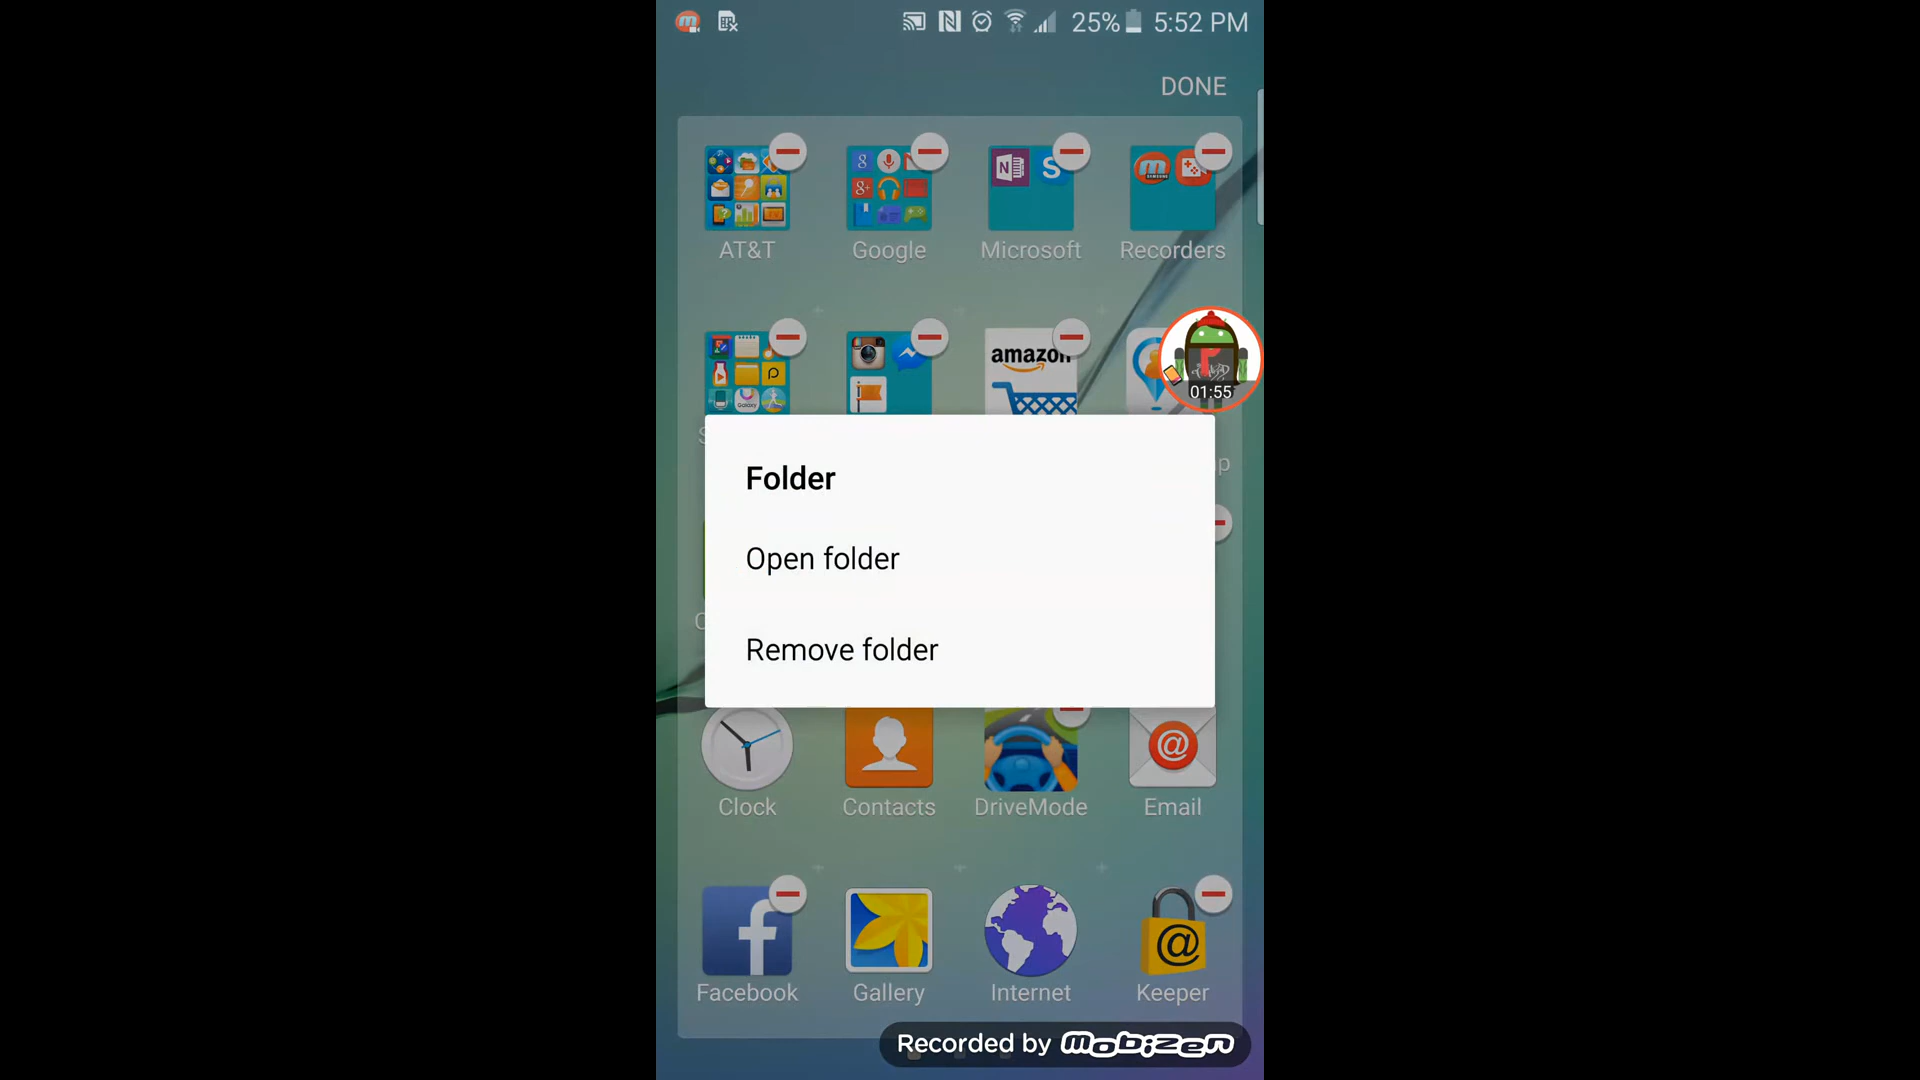 25% 5:52 PM
DONE
AT&T Google Microsoft Recorders
amazon
01:55
Folder
Open folder
Remove folder
Clock Contacts DriveMode Email
Facebook Gallery Internet Keeper
Recorded by mobizen